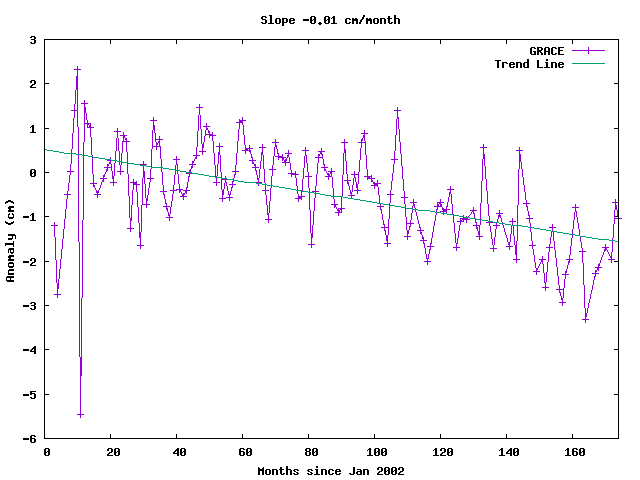 Slope -0.01 cm/month
GRACE
Trend Line
3
2
1
0
-1
-2
-3
-4
-5
-6
Anomaly (cm)
0 20 40 60 80 100 120 140 160
Months since Jan 2002